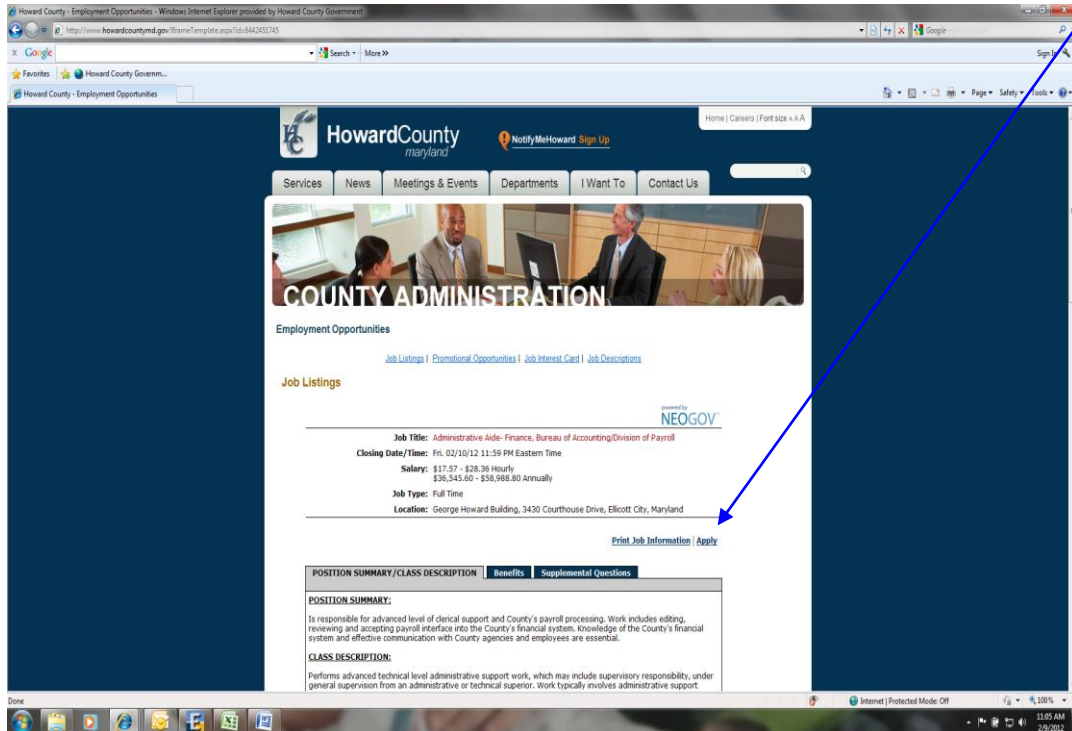 Howard County - Employment Opportunities - Windows Internet Explorer provided by Howard County Government
http://www.howardcountymd.gov/IframeTemplate.aspx?id=6442451745
Google
x Google
Search
More >>
Sign In
Favorites
Howard County Governm...
Howard County - Employment Opportunities
Page Safety Tools
Home | Careers | Font size A A A
HowardCounty
maryland
NotifyMeHoward Sign Up
Services News Meetings & Events Departments I Want To Contact Us
COUNTY ADMINISTRATION
Employment Opportunities
Job Listings | Promotional Opportunities | Job Interest Card | Job Descriptions
Job Listings
powered by
NEOGOV
Job Title: Administrative Aide- Finance, Bureau of Accounting/Division of Payroll
Closing Date/Time: Fri. 02/10/12 11:59 PM Eastern Time
Salary: $17.57 - $28.36 Hourly
$36,545.60 - $58,988.80 Annually
Job Type: Full Time
Location: George Howard Building, 3430 Courthouse Drive, Ellicott City, Maryland
Print Job Information | Apply
POSITION SUMMARY/CLASS DESCRIPTION Benefits Supplemental Questions
POSITION SUMMARY:
Is responsible for advanced level of clerical support and County's payroll processing. Work includes editing,
reviewing and accepting payroll interface into the County's financial system. Knowledge of the County's financial
system and effective communication with County agencies and employees are essential.
CLASS DESCRIPTION:
Performs advanced technical level administrative support work, which may include supervisory responsibility, under
general supervision from an administrative or technical superior. Work typically involves administrative support
Done
Internet | Protected Mode: Off
100%
11:05 AM
2/9/2012